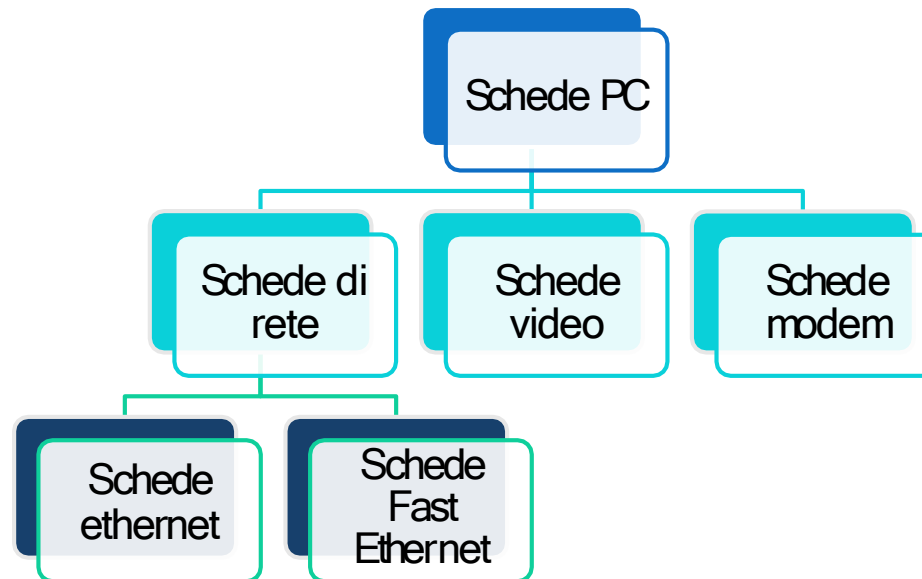 Schede PC
Schede di
rete
Schede
video
Schede
modem
Schede
ethernet
Schede
Fast
Ethernet